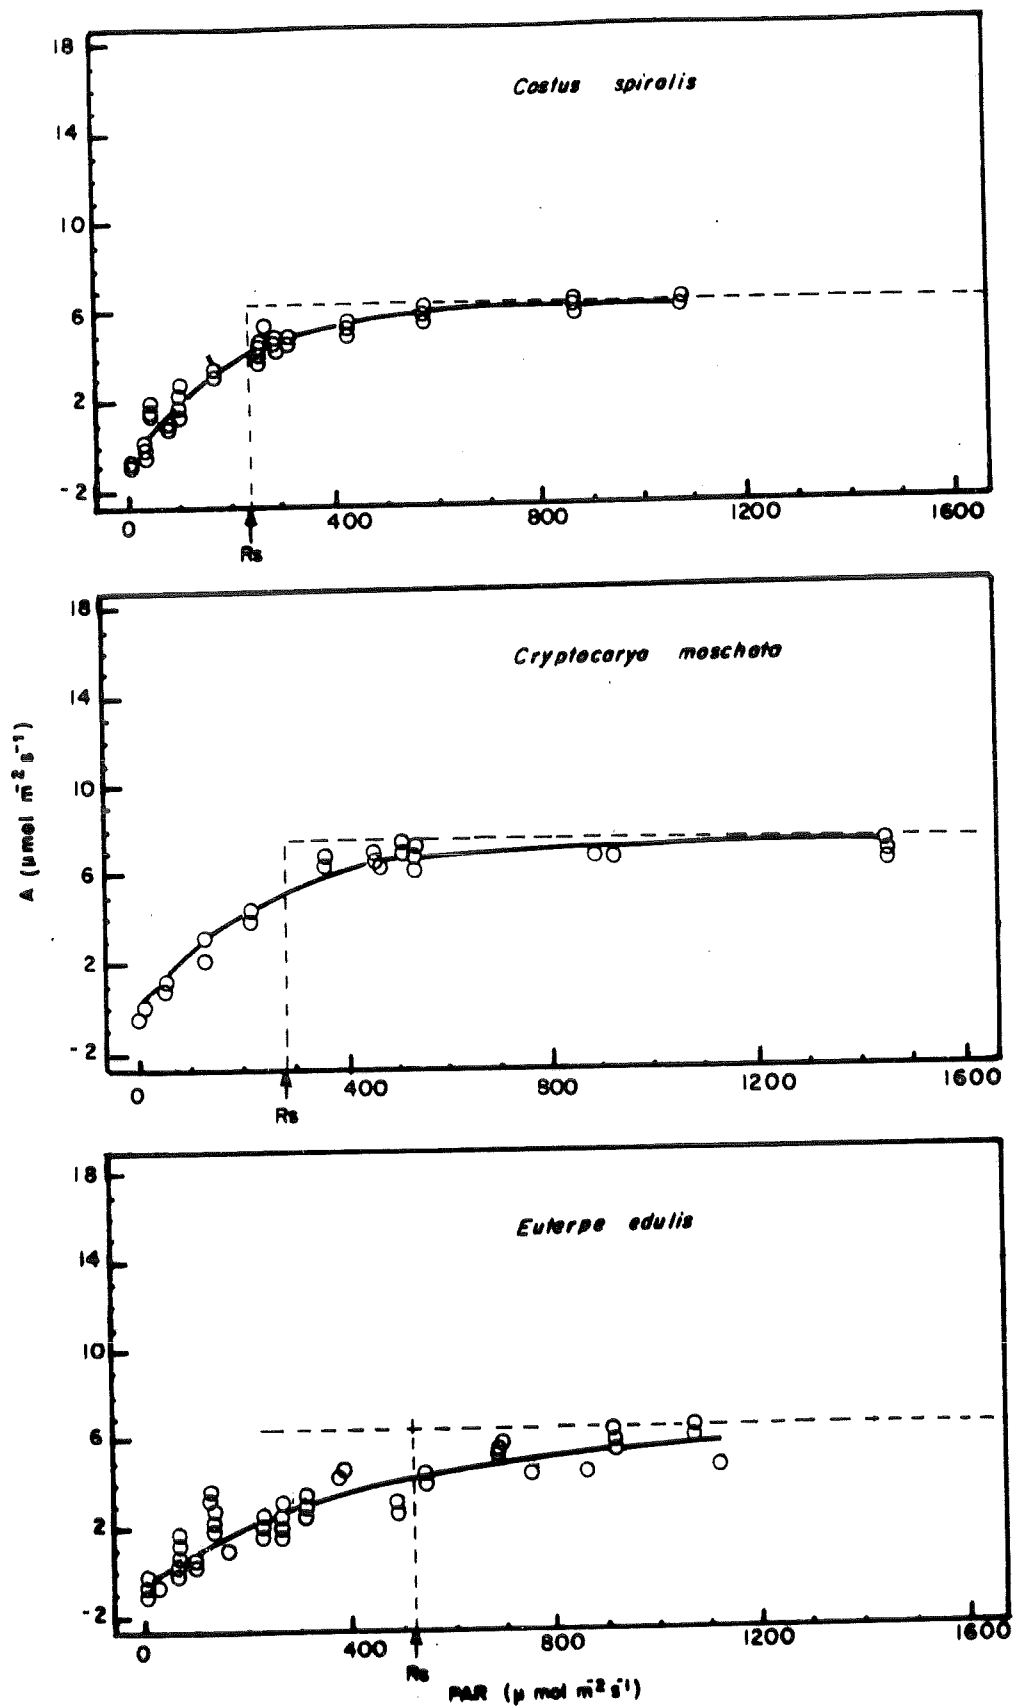 18
Costus spiralis
14
10
6
2
-2
0 400 800 1200 1600
Rs
18
Cryptocarya moschata
14
10
6
2
-2
0 400 800 1200 1600
Rs
A (µmol m⁻² s⁻¹)
18
Euterpe edulis
14
10
6
2
-2
0 400 800 1200 1600
Rs
PAR (µ mol m⁻² s⁻¹)